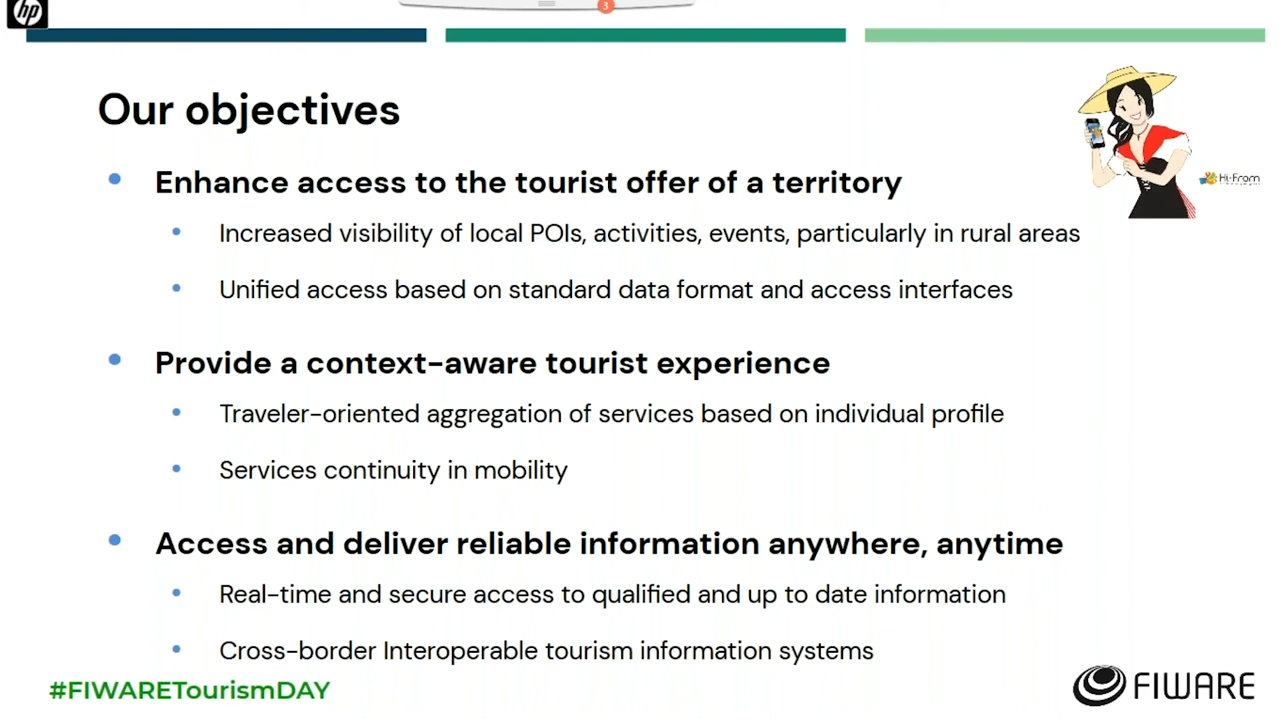 hp
3
Our objectives
Enhance access to the tourist offer of a territory
Increased visibility of local POIs, activities, events, particularly in rural areas
Unified access based on standard data format and access interfaces
Provide a context-aware tourist experience
Traveler-oriented aggregation of services based on individual profile
Services continuity in mobility
Access and deliver reliable information anywhere, anytime
Real-time and secure access to qualified and up to date information
Cross-border Interoperable tourism information systems
Hi-From
#FIWARETourismDAY
FIWARE